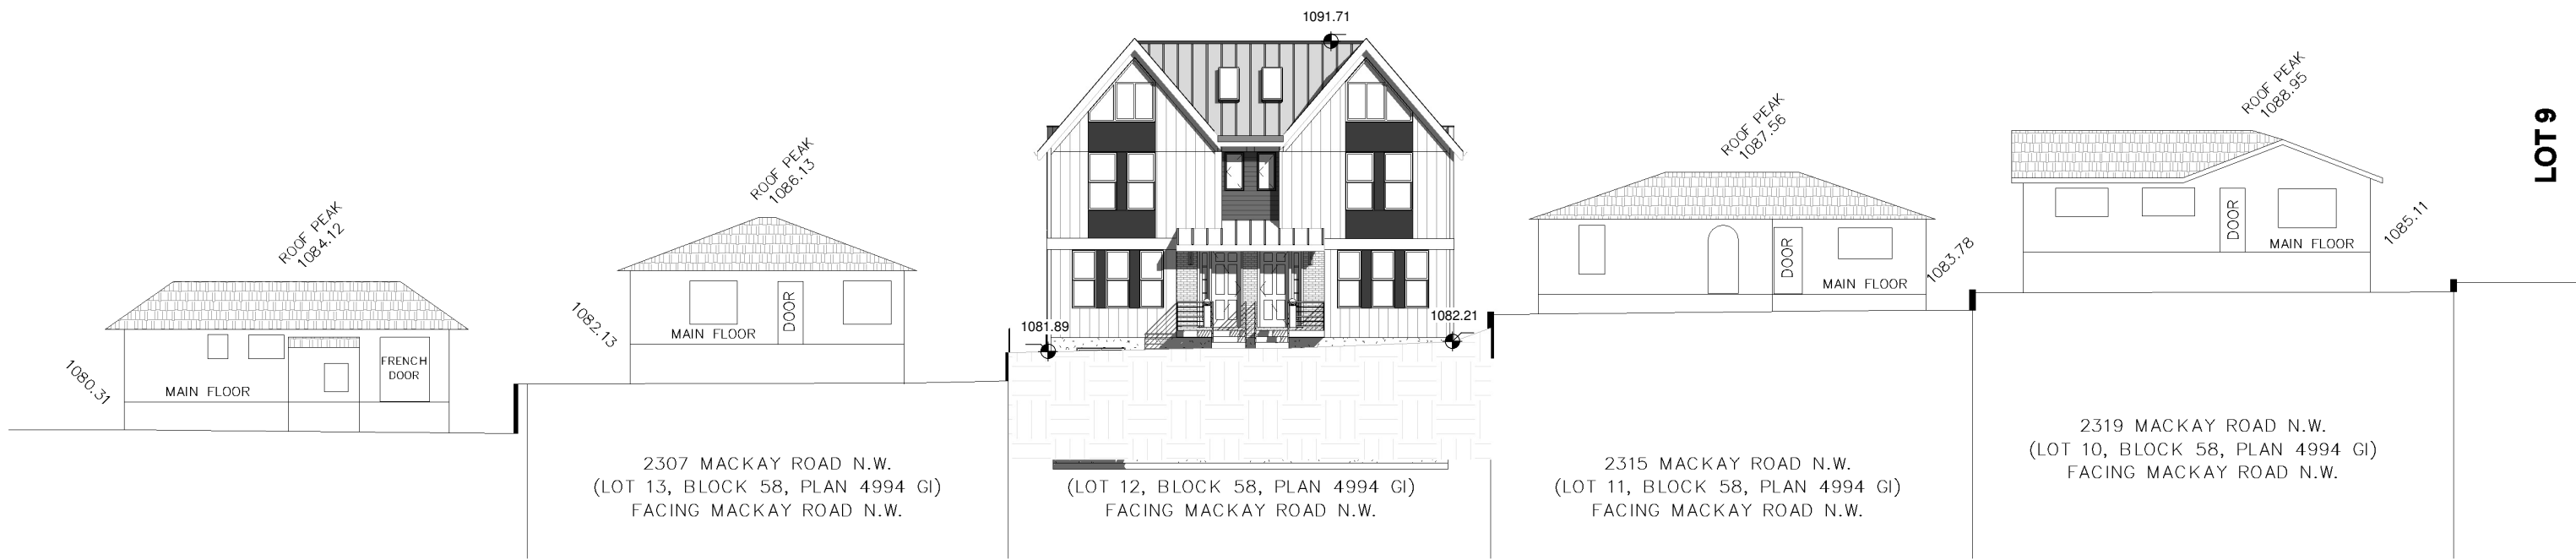 ROOF PEAK
1084.12
1080.31
MAIN FLOOR
FRENCH
DOOR
ROOF PEAK
1086.13
1082.13
MAIN FLOOR
DOOR
2307 MACKAY ROAD N.W.
(LOT 13, BLOCK 58, PLAN 4994 GI)
FACING MACKAY ROAD N.W.
1091.71
1081.89
1082.21
(LOT 12, BLOCK 58, PLAN 4994 GI)
FACING MACKAY ROAD N.W.
ROOF PEAK
1087.56
DOOR
MAIN FLOOR
1083.78
2315 MACKAY ROAD N.W.
(LOT 11, BLOCK 58, PLAN 4994 GI)
FACING MACKAY ROAD N.W.
ROOF PEAK
1088.95
DOOR
MAIN FLOOR
1085.11
2319 MACKAY ROAD N.W.
(LOT 10, BLOCK 58, PLAN 4994 GI)
FACING MACKAY ROAD N.W.
LOT 9